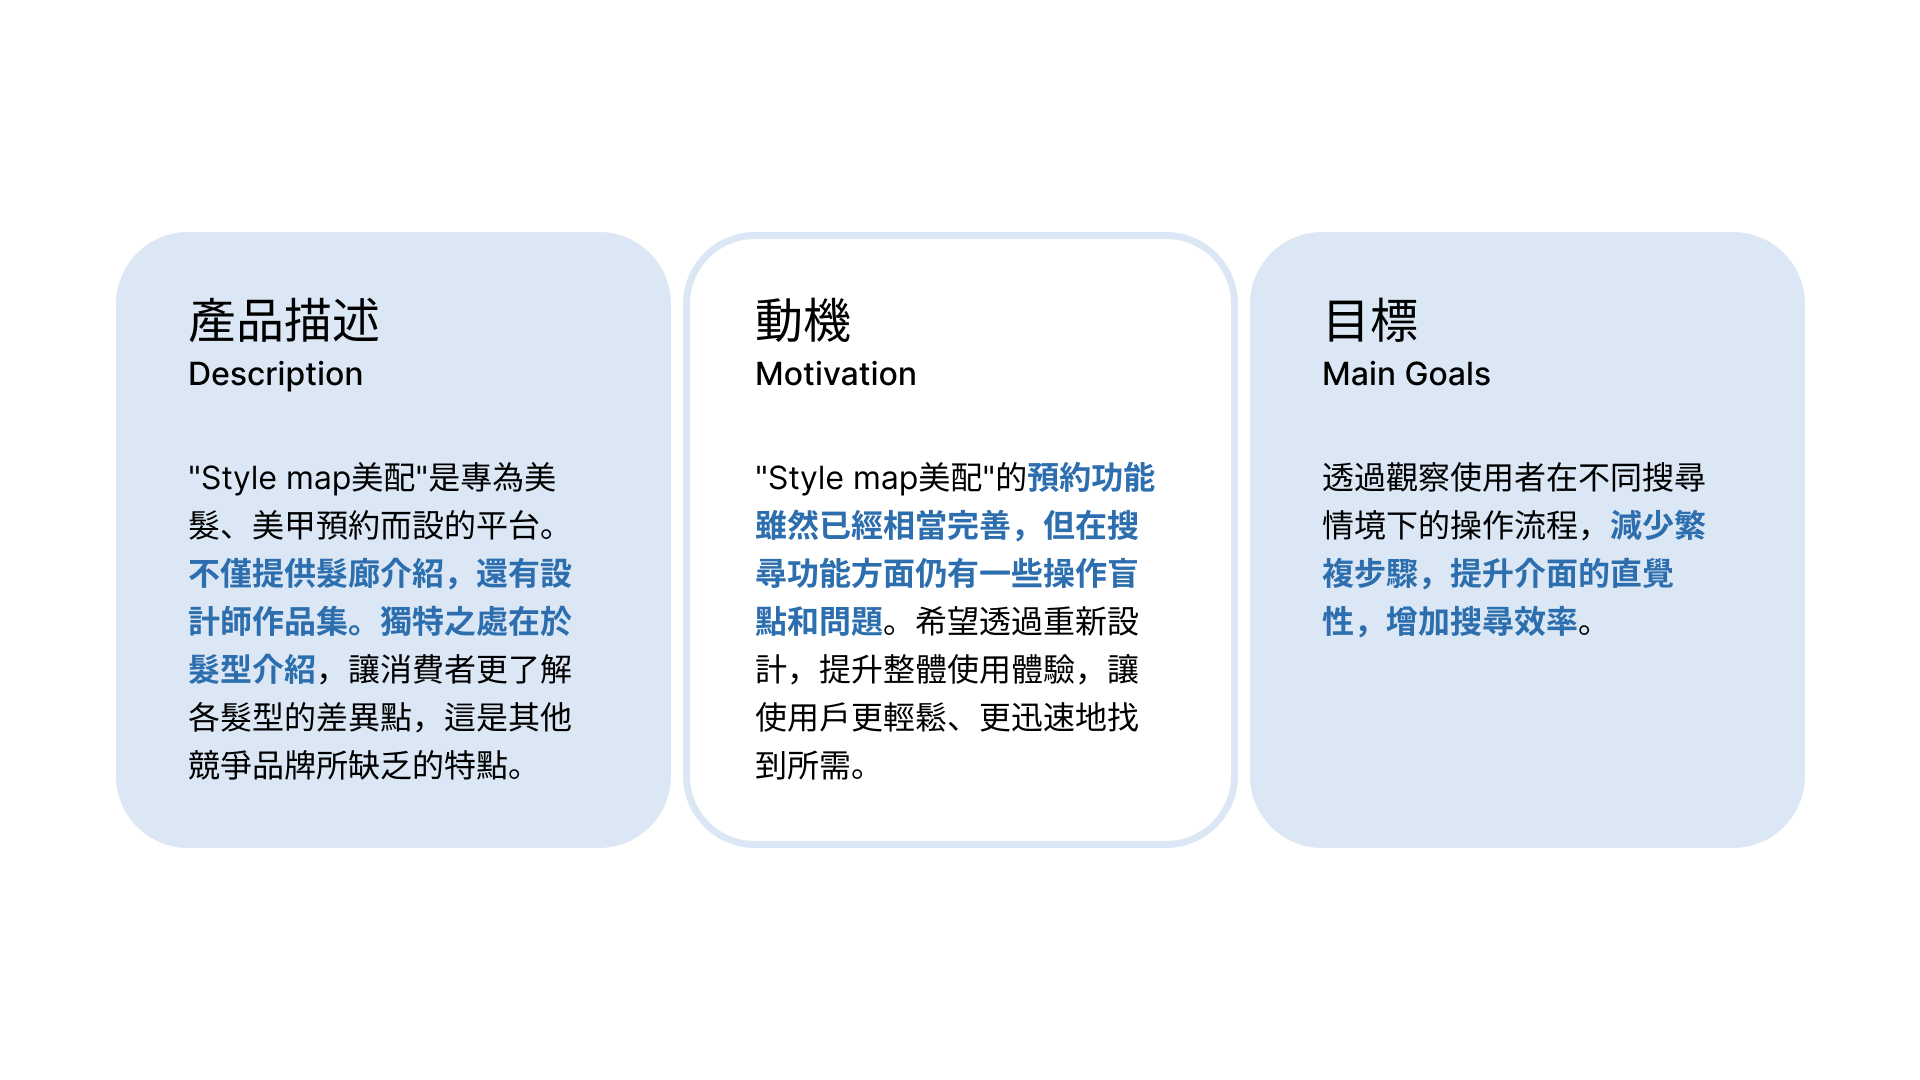 產品描述
Description
"Style map美配"是專為美
髮、美甲預約而設的平台。
不僅提供髮廊介紹，還有設
計師作品集。獨特之處在於
髮型介紹，讓消費者更了解
各髮型的差異點，這是其他
競爭品牌所缺乏的特點。
動機
Motivation
"Style map美配"的預約功能
雖然已經相當完善，但在搜
尋功能方面仍有一些操作盲
點和問題。希望透過重新設
計，提升整體使用體驗，讓
使用戶更輕鬆、更迅速地找
到所需。
目標
Main Goals
透過觀察使用者在不同搜尋
情境下的操作流程，減少繁
複步驟，提升介面的直覺
性，增加搜尋效率。